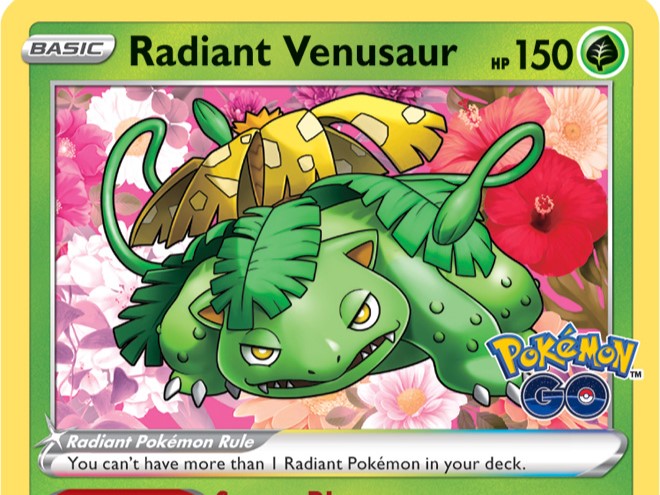 BASIC Radiant Venusaur HP 150
POKéMON ™
GO
Radiant Pokémon Rule
You can't have more than 1 Radiant Pokémon in your deck.